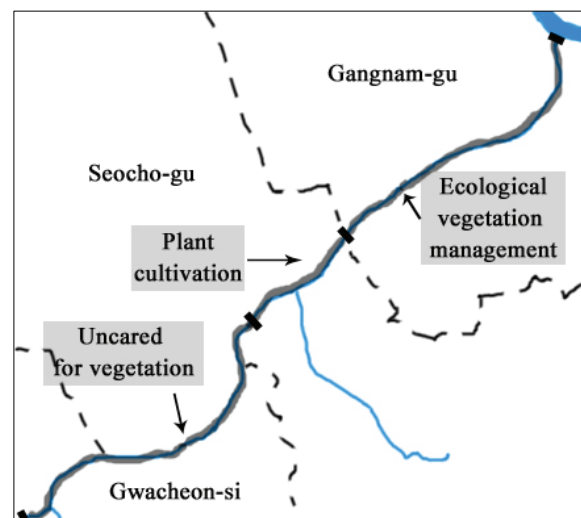 Gangnam-gu
Seocho-gu
Ecological
vegetation
management
Plant
cultivation
Uncared
for vegetation
Gwacheon-si